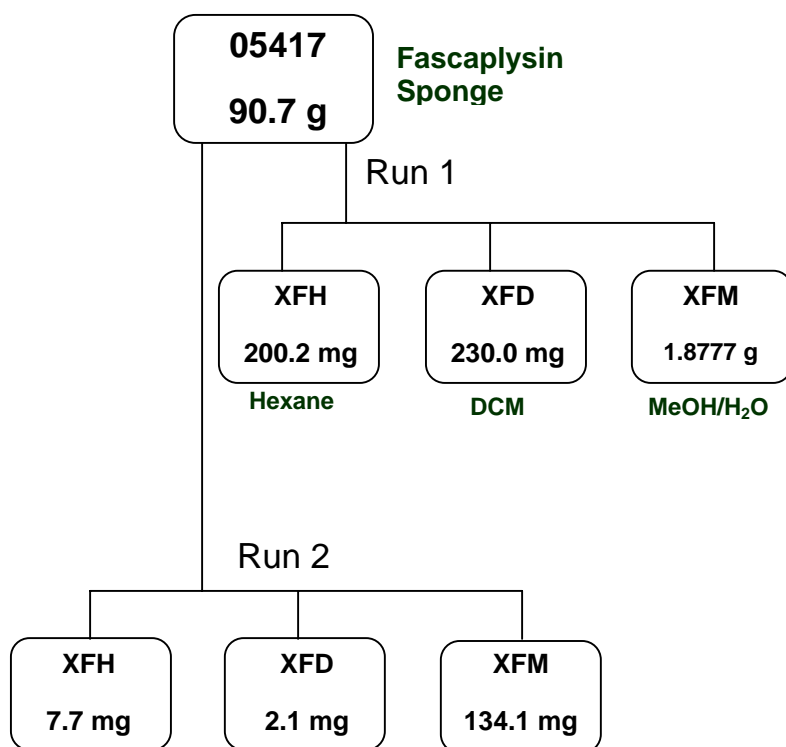 05417
90.7 g
Fascaplysin
Sponge
Run 1
XFH
200.2 mg
XFD
230.0 mg
XFM
1.8777 g
Hexane
DCM
MeOH/H₂O
Run 2
XFH
7.7 mg
XFD
2.1 mg
XFM
134.1 mg